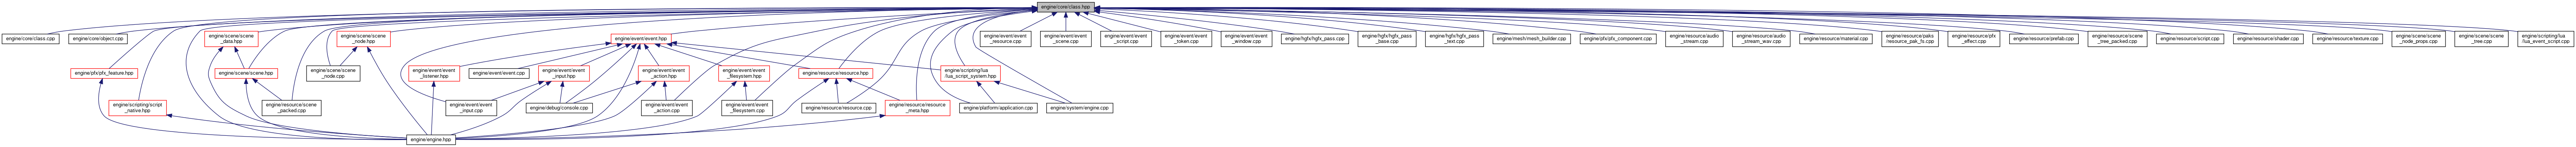 engine/core/class.hpp
engine/core/class.cpp
engine/core/object.cpp
engine/scene/scene
_data.hpp
engine/scene/scene
_node.hpp
engine/event/event.hpp
engine/event/event
_resource.cpp
engine/event/event
_scene.cpp
engine/event/event
_script.cpp
engine/event/event
_token.cpp
engine/event/event
_window.cpp
engine/hgfx/hgfx_pass.cpp
engine/hgfx/hgfx_pass
_base.cpp
engine/hgfx/hgfx_pass
_text.cpp
engine/mesh/mesh_builder.cpp
engine/pfx/pfx_component.cpp
engine/resource/audio
_stream.cpp
engine/resource/audio
_stream_wav.cpp
engine/resource/material.cpp
engine/resource/paks
/resource_pak_fs.cpp
engine/resource/pfx
_effect.cpp
engine/resource/prefab.cpp
engine/resource/scene
_tree_packed.cpp
engine/resource/script.cpp
engine/resource/shader.cpp
engine/resource/texture.cpp
engine/scene/scene
_node_props.cpp
engine/scene/scene
_tree.cpp
engine/scripting/lua
/lua_event_script.cpp
engine/pfx/pfx_feature.hpp
engine/scene/scene.hpp
engine/scene/scene
_node.cpp
engine/event/event
_listener.hpp
engine/event/event.cpp
engine/event/event
_input.hpp
engine/event/event
_action.hpp
engine/event/event
_filesystem.hpp
engine/resource/resource.hpp
engine/scripting/lua
/lua_script_system.hpp
engine/scripting/script
_native.hpp
engine/resource/scene
_packed.cpp
engine/event/event
_input.cpp
engine/debug/console.cpp
engine/event/event
_action.cpp
engine/event/event
_filesystem.cpp
engine/resource/resource.cpp
engine/resource/resource
_meta.hpp
engine/platform/application.cpp
engine/system/engine.cpp
engine/engine.hpp